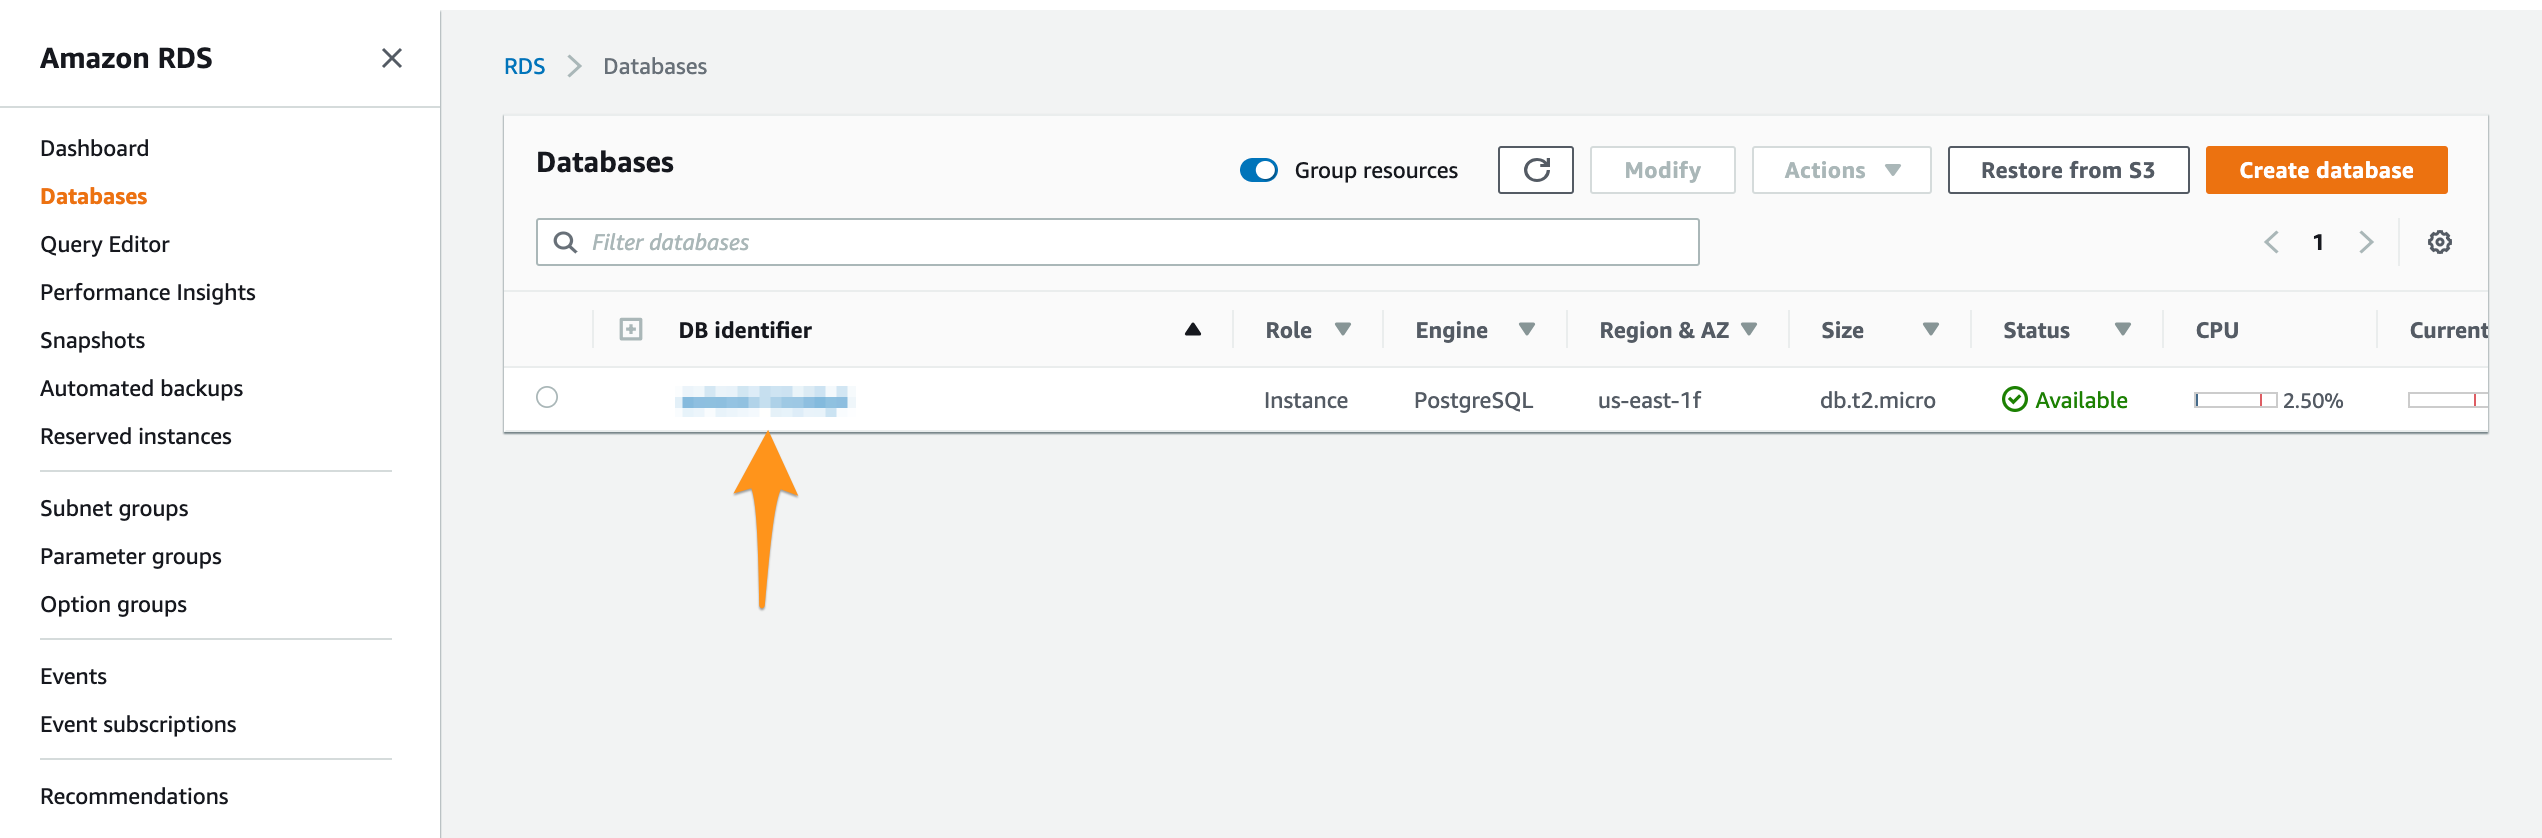 Amazon RDS
Dashboard
Databases
Query Editor
Performance Insights
Snapshots
Automated backups
Reserved instances
Subnet groups
Parameter groups
Option groups
Events
Event subscriptions
Recommendations
RDS Databases
Databases Group resources Modify Actions Restore from S3 Create database
Filter databases 1
DB identifier Role Engine Region & AZ Size Status CPU Current
Instance PostgreSQL us-east-1f db.t2.micro Available 2.50%